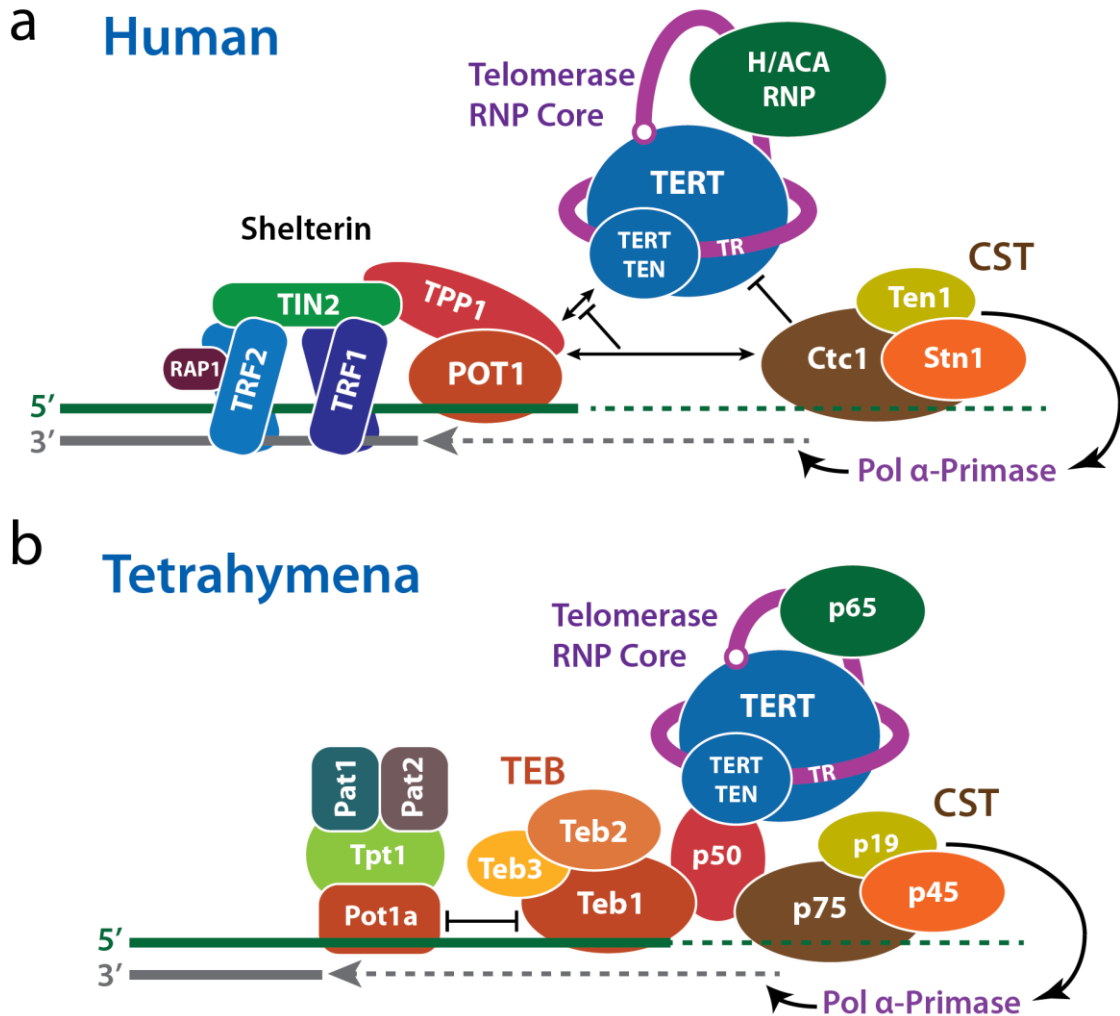 a
Human
Telomerase
RNP Core
H/ACA
RNP
TERT
TERT
TEN
TR
Shelterin
CST
TIN2
TPP1
Ten1
RAP1
TRF2
TRF1
POT1
Ctc1
Stn1
5’
3’
Pol α-Primase
b
Tetrahymena
Telomerase
RNP Core
p65
TERT
TERT
TEN
TR
Pat1
Pat2
TEB
CST
Tpt1
Teb3
Teb2
p50
p19
Pot1a
Teb1
p75
p45
5’
3’
Pol α-Primase